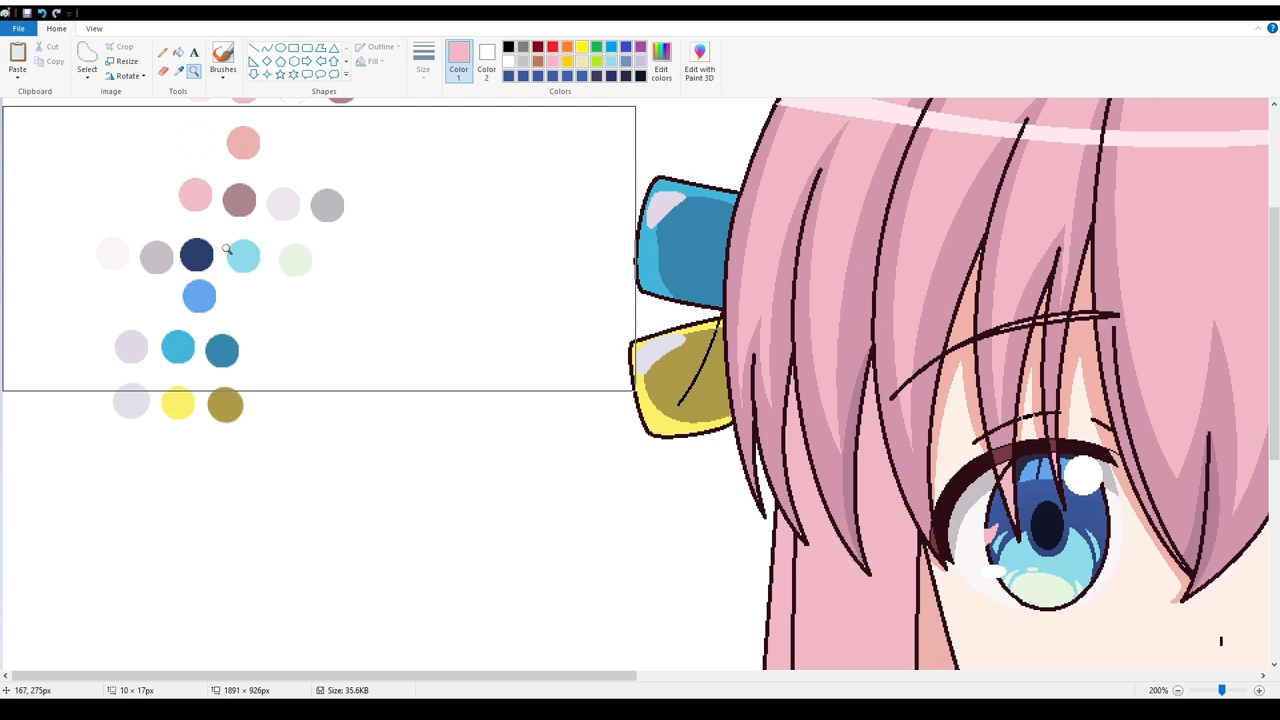 File Home View
Cut
Copy
Paste
Clipboard
Crop
Resize
Rotate
Select
Image
A
Tools
Brushes
Outline
Fill
Shapes
Size
Color 1
Color 2
Edit colors
Colors
Edit with Paint 3D
167, 275px
10 × 17px
1891 × 926px
Size: 35.6KB
200%